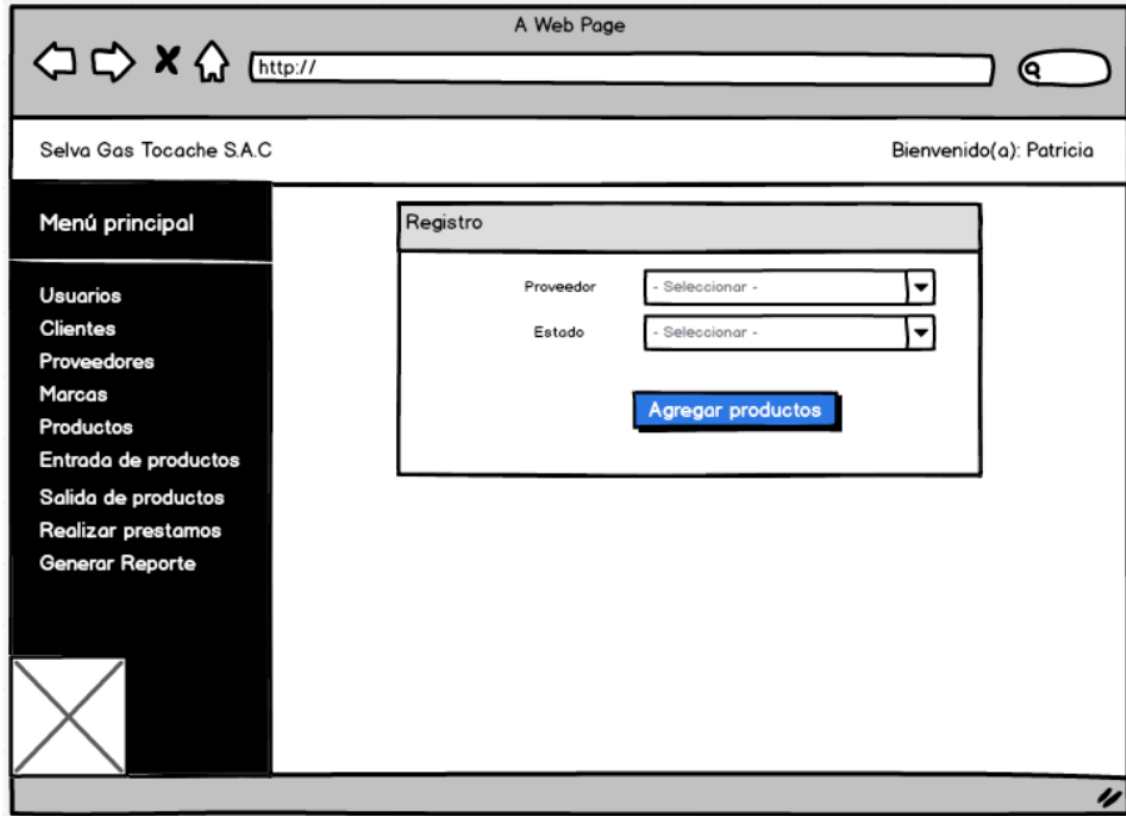 A Web Page
http://
Selva Gas Tocache S.A.C
Bienvenido(a): Patricia
Menú principal
Usuarios
Clientes
Proveedores
Marcas
Productos
Entrada de productos
Salida de productos
Realizar prestamos
Generar Reporte
Registro
Proveedor
- Seleccionar -
Estado
- Seleccionar -
Agregar productos